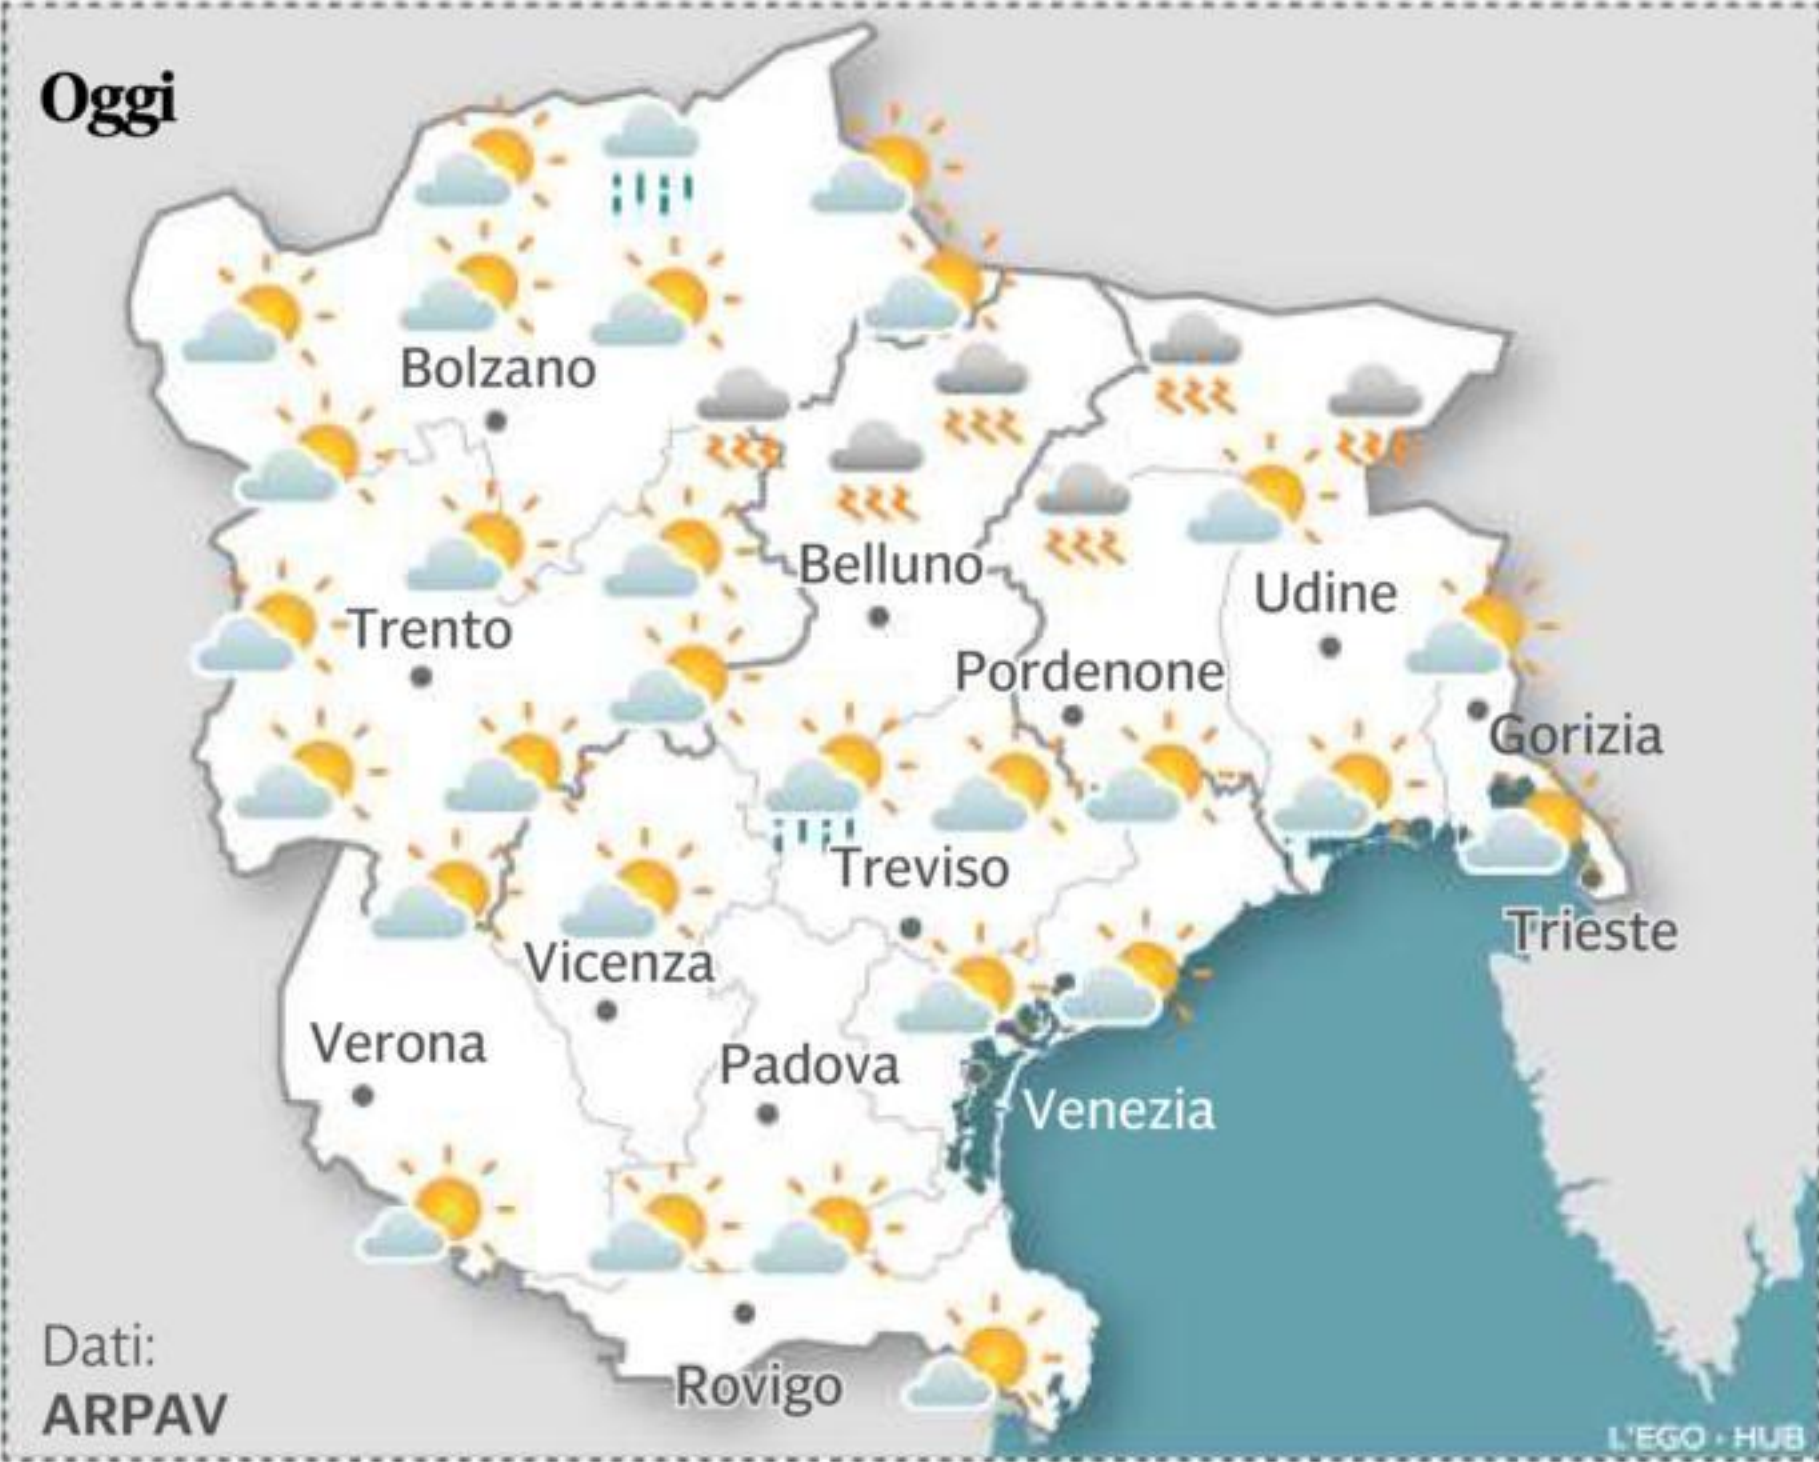 Oggi
Bolzano
Belluno
Udine
Trento
Pordenone
Gorizia
Treviso
Trieste
Vicenza
Verona
Padova
Venezia
Rovigo
Dati:
ARPAV
L'EGO - HUB